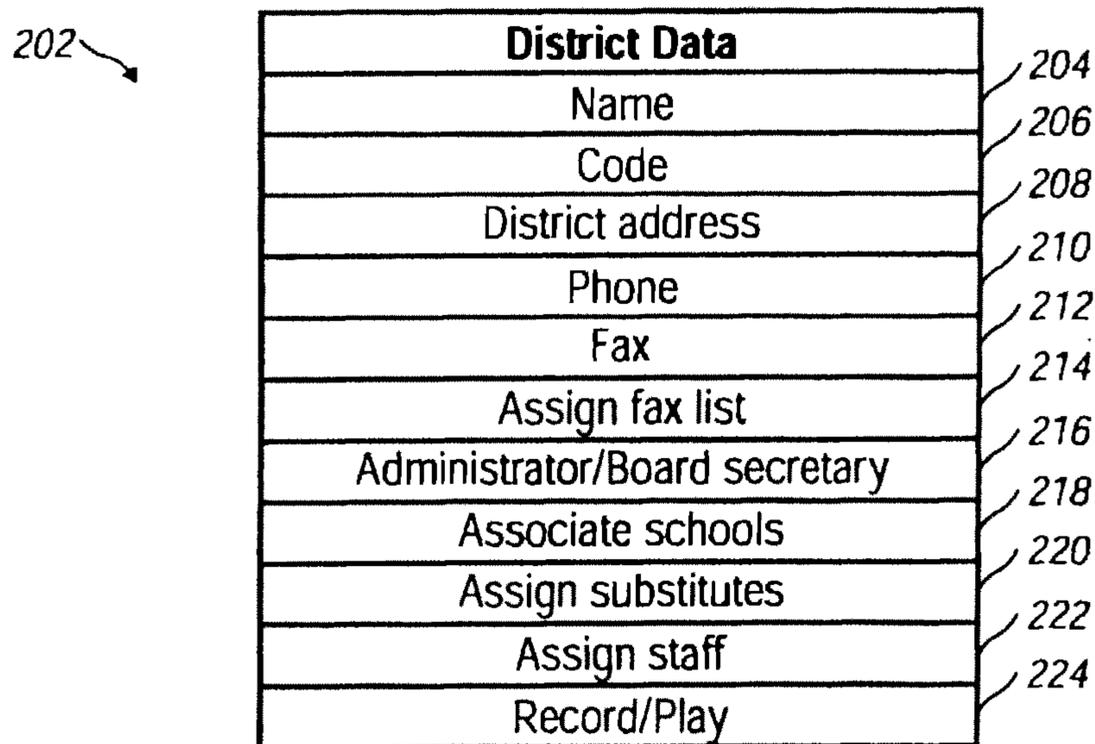 202
District Data
204
Name
206
Code
208
District address
210
Phone
212
Fax
214
Assign fax list
216
Administrator/Board secretary
218
Associate schools
220
Assign substitutes
222
Assign staff
224
Record/Play